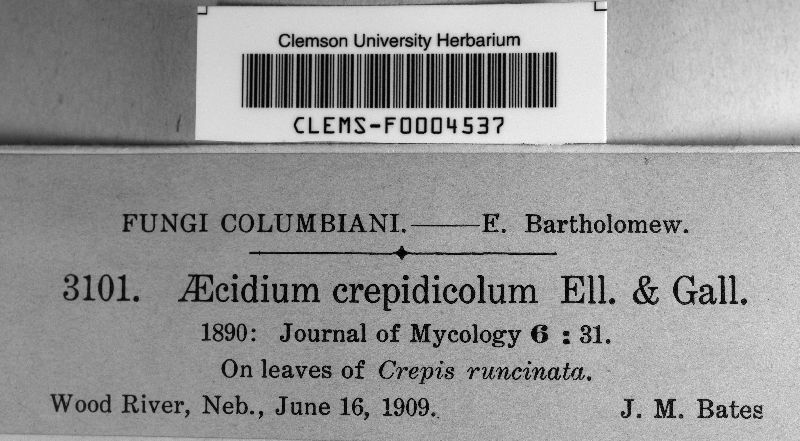 Clemson University Herbarium
CLEMS-F0004537
FUNGI COLUMBIANI.——E. Bartholomew.
3101. Æcidium crepidicolum Ell. & Gall.
1890: Journal of Mycology 6 : 31.
On leaves of Crepis runcinata.
Wood River, Neb., June 16, 1909. J. M. Bates